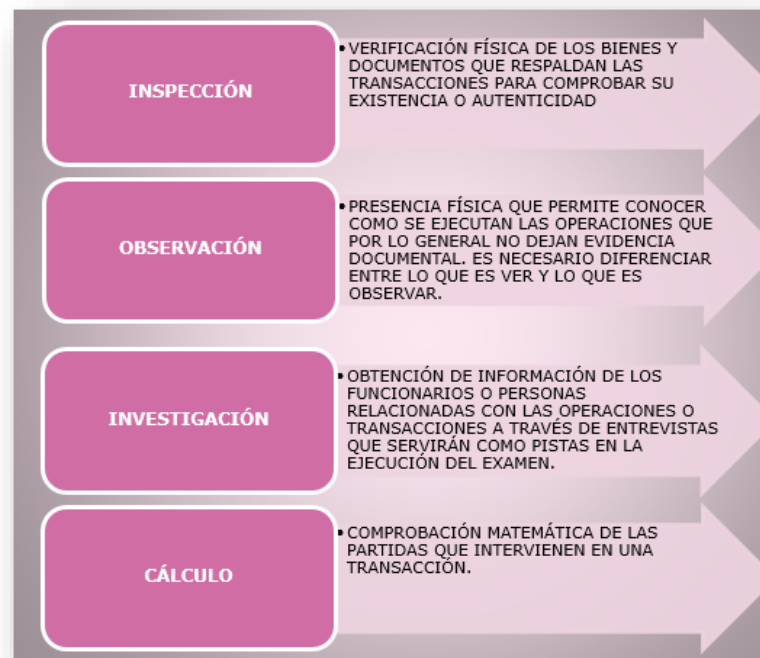 INSPECCIÓN
• VERIFICACIÓN FÍSICA DE LOS BIENES Y
DOCUMENTOS QUE RESPALDAN LAS
TRANSACCIONES PARA COMPROBAR SU
EXISTENCIA O AUTENTICIDAD
OBSERVACIÓN
• PRESENCIA FÍSICA QUE PERMITE CONOCER
COMO SE EJECUTAN LAS OPERACIONES QUE
POR LO GENERAL NO DEJAN EVIDENCIA
DOCUMENTAL. ES NECESARIO DIFERENCIAR
ENTRE LO QUE ES VER Y LO QUE ES
OBSERVAR.
INVESTIGACIÓN
• OBTENCIÓN DE INFORMACIÓN DE LOS
FUNCIONARIOS O PERSONAS
RELACIONADAS CON LAS OPERACIONES O
TRANSACCIONES A TRAVÉS DE ENTREVISTAS
QUE SERVIRÁN COMO PISTAS EN LA
EJECUCIÓN DEL EXAMEN.
CÁLCULO
• COMPROBACIÓN MATEMÁTICA DE LAS
PARTIDAS QUE INTERVIENEN EN UNA
TRANSACCIÓN.